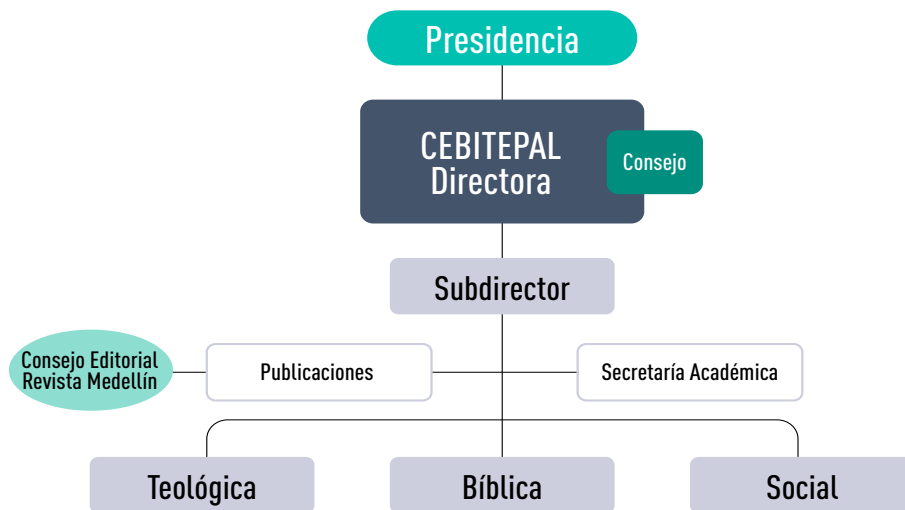 Presidencia
CEBITEPAL
Directora
Consejo
Subdirector
Consejo Editorial
Revista Medellín
Publicaciones
Secretaría Académica
Teológica
Bíblica
Social